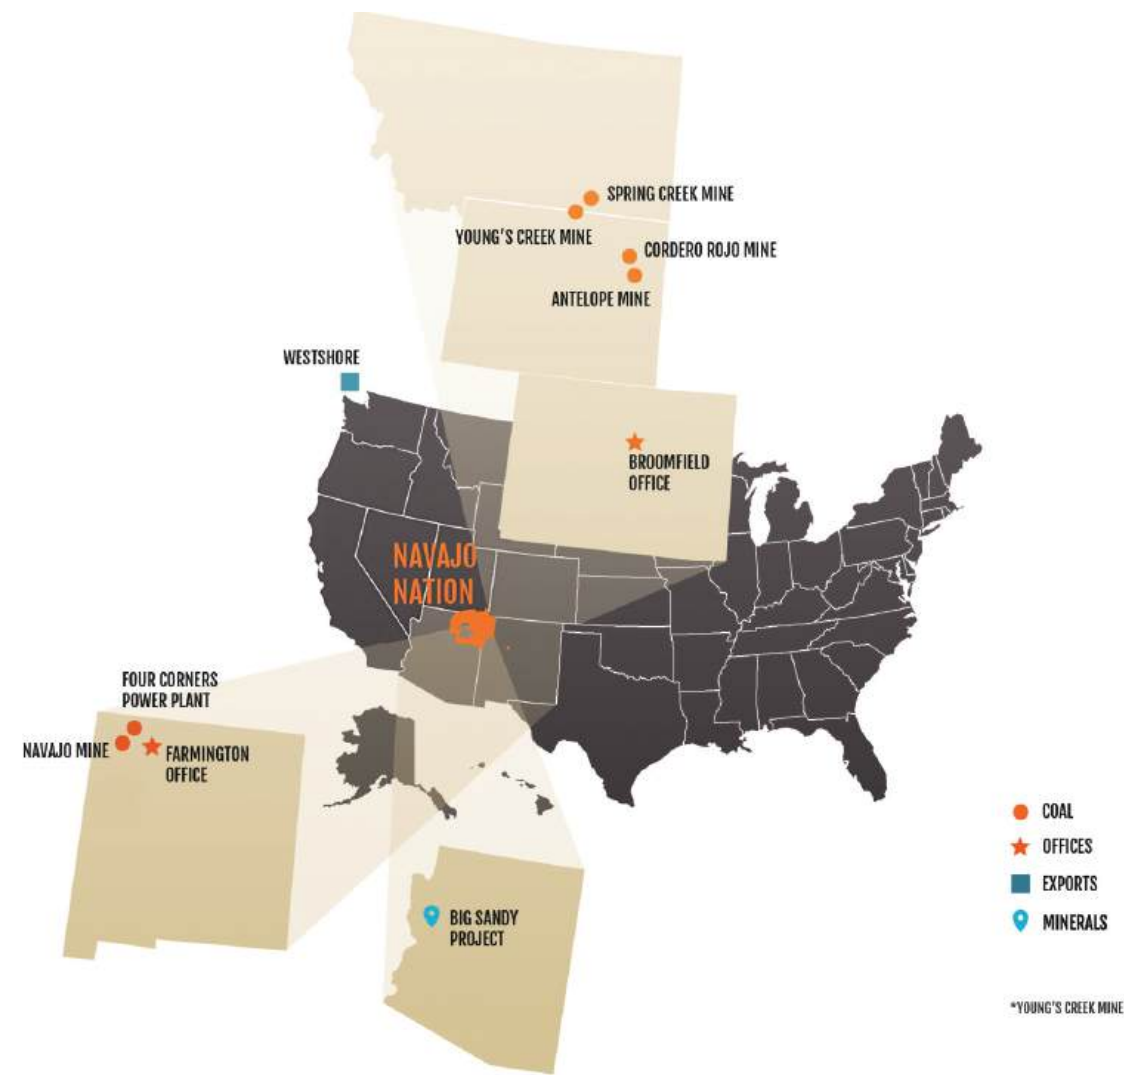 SPRING CREEK MINE
YOUNG'S CREEK MINE
CORDERO ROJO MINE
ANTELOPE MINE
WESTSHORE
BROOMFIELD
OFFICE
NAVAJO
NATION
FOUR CORNERS
POWER PLANT
NAVAJO MINE
FARMINGTON
OFFICE
BIG SANDY
PROJECT
COAL
OFFICES
EXPORTS
MINERALS
*YOUNG'S CREEK MINE